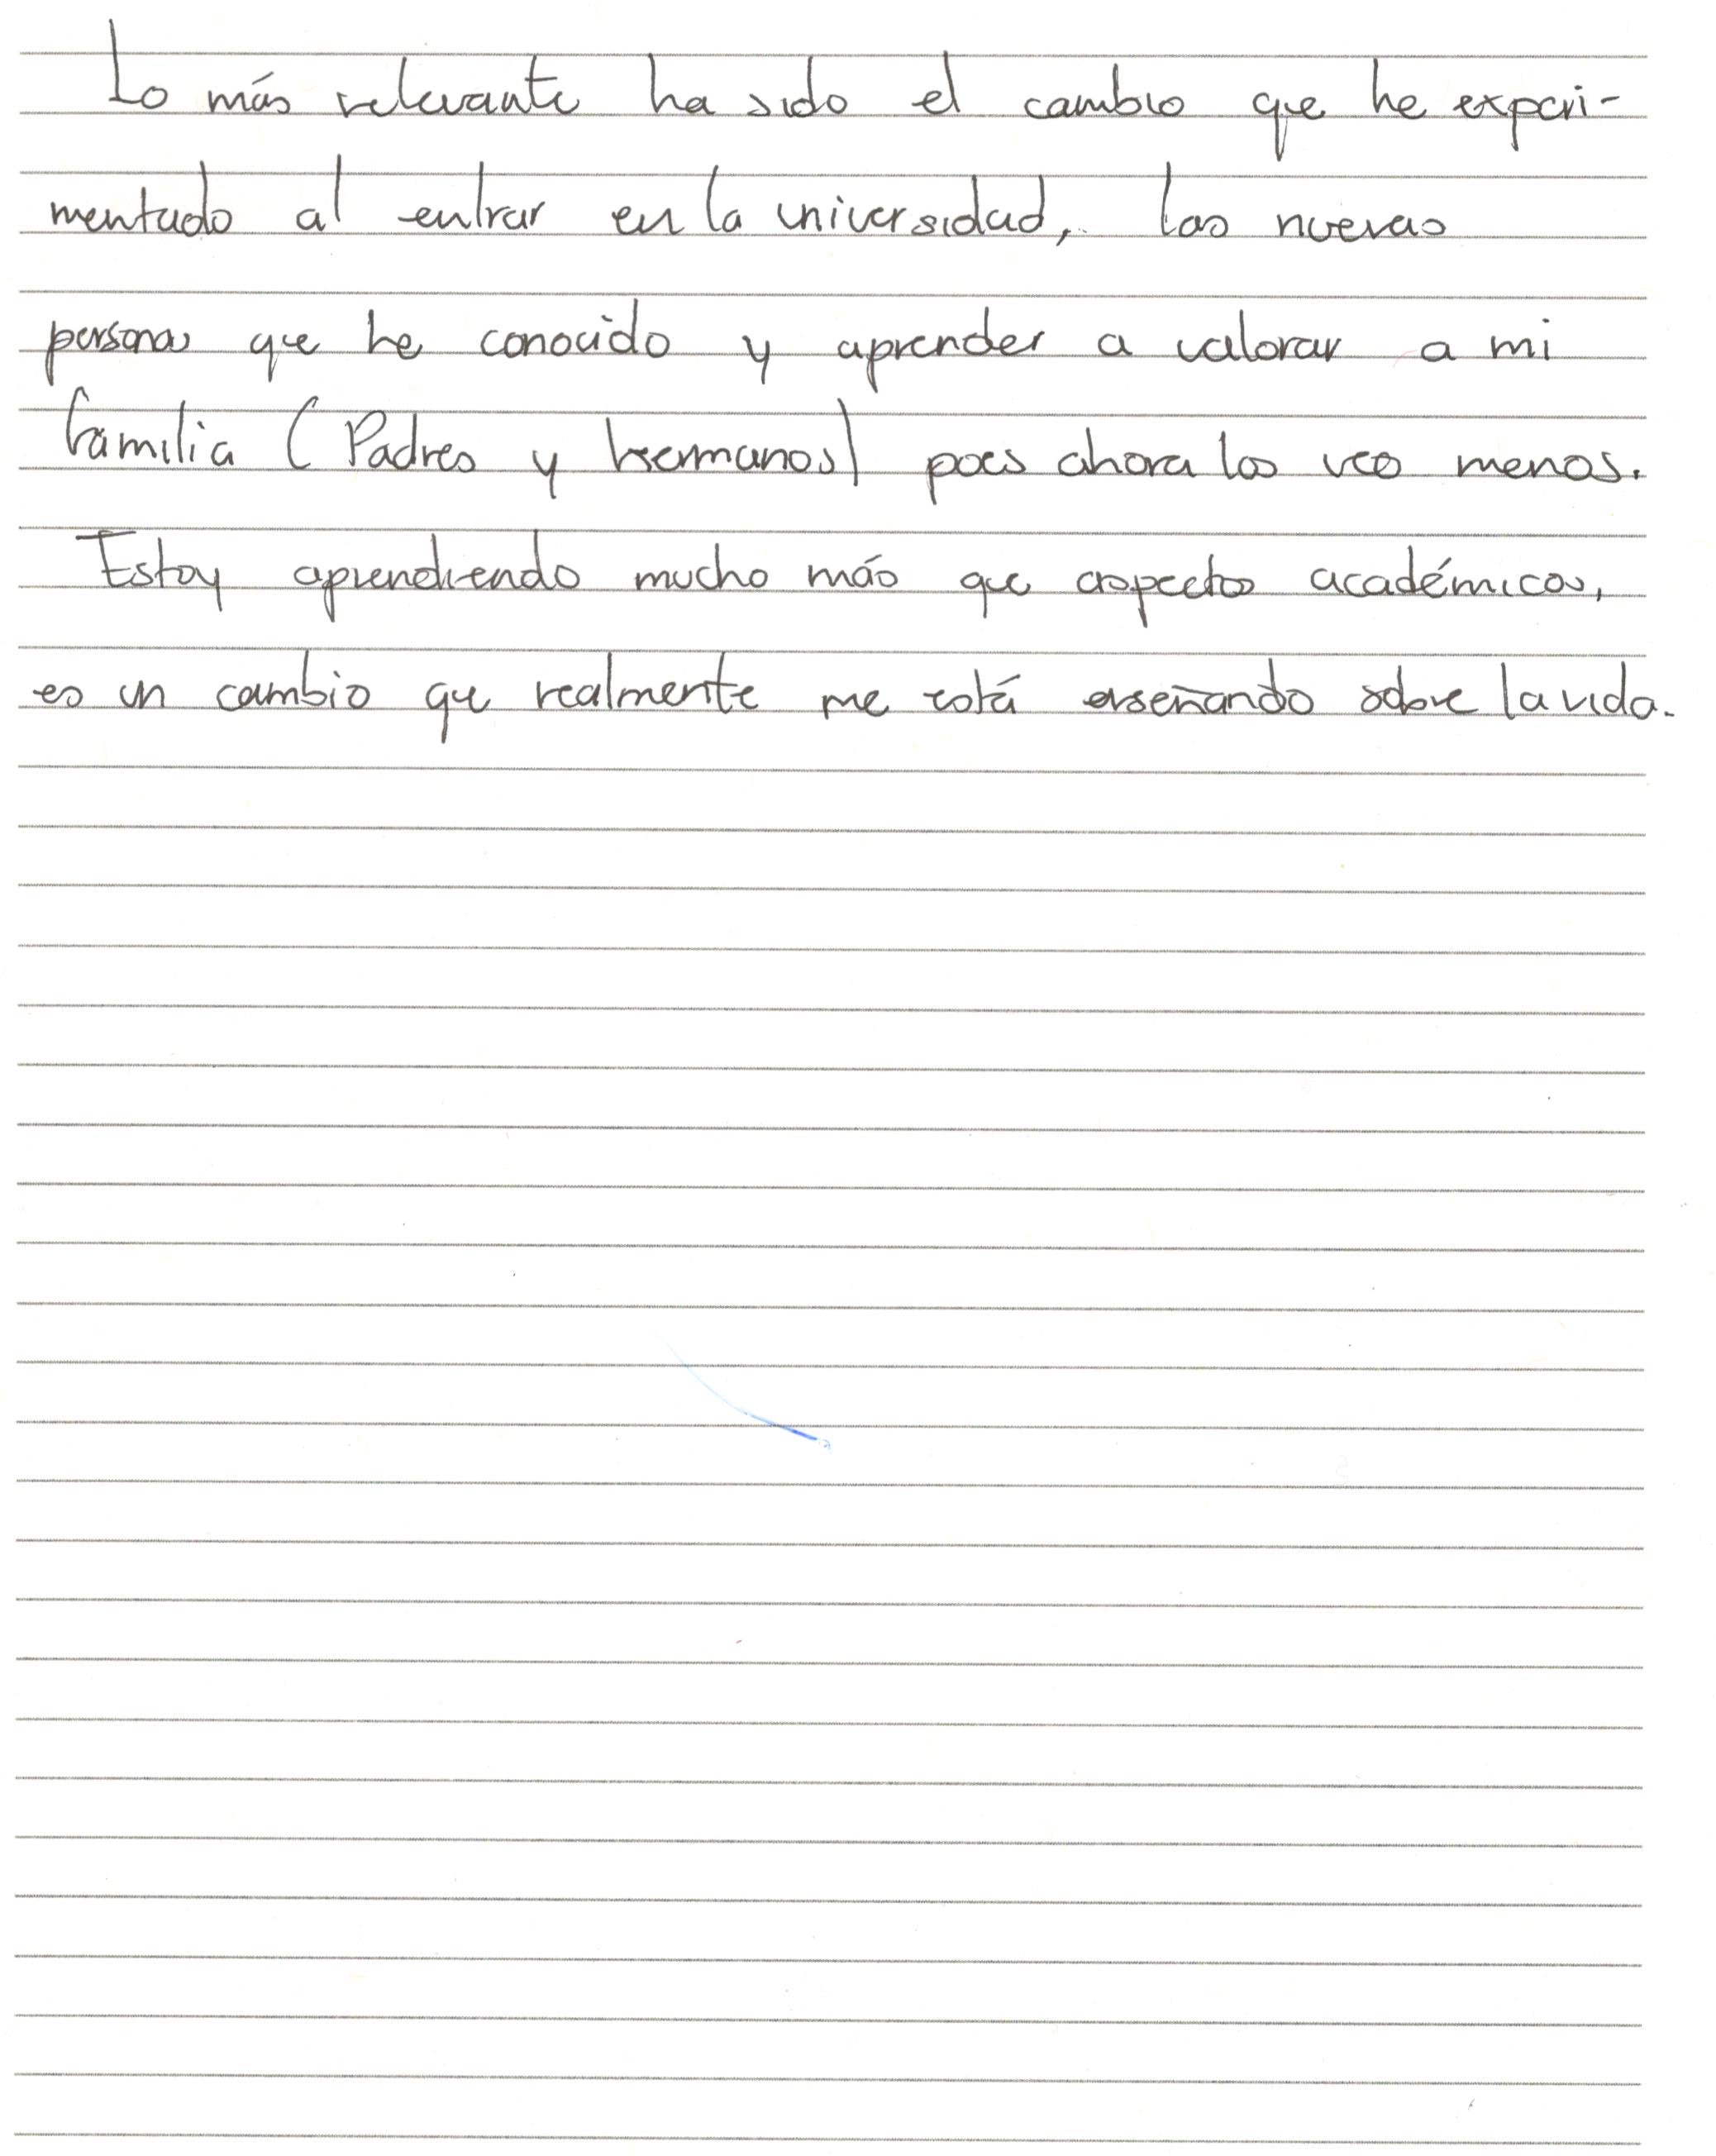 Lo más relevante ha sido el cambio que he experi-
mentado al entrar en la universidad, las nuevas
personas que he conocido y aprender a valorar a mi
familia (Padres y hermanos) pues ahora los veo menos.
Estoy aprendiendo mucho más que aspectos académicos,
es un cambio que realmente me está enseñando sobre la vida.